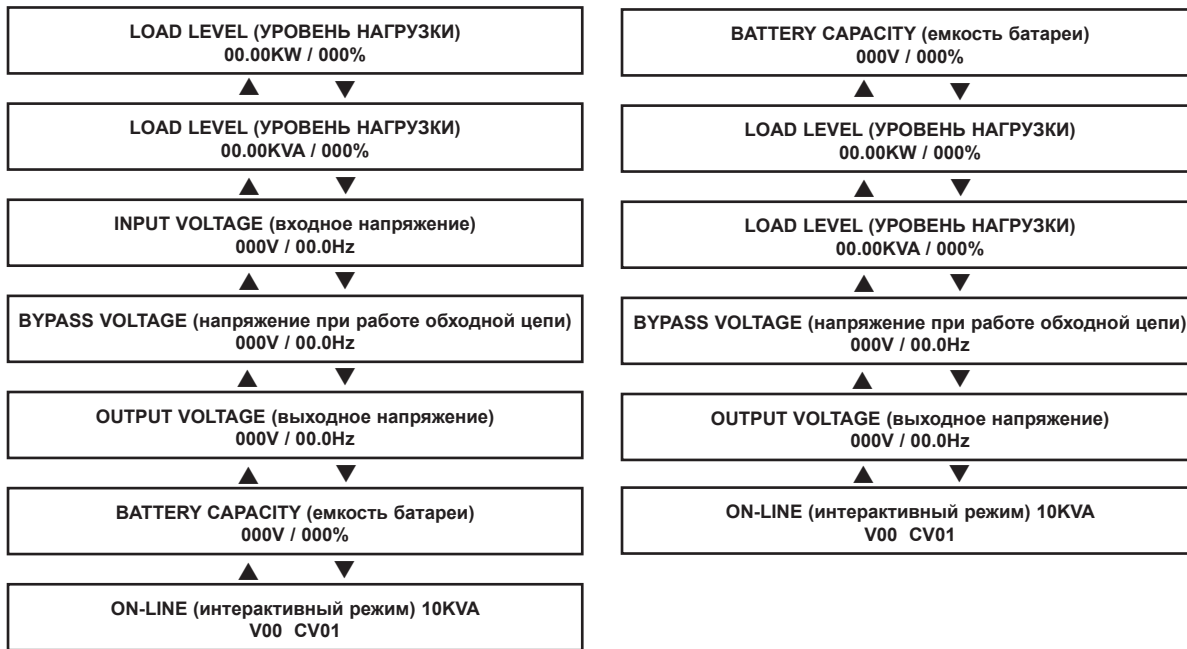 LOAD LEVEL (УРОВЕНЬ НАГРУЗКИ)
00.00KW / 000%
LOAD LEVEL (УРОВЕНЬ НАГРУЗКИ)
00.00KVA / 000%
INPUT VOLTAGE (входное напряжение)
000V / 00.0Hz
BYPASS VOLTAGE (напряжение при работе обходной цепи)
000V / 00.0Hz
OUTPUT VOLTAGE (выходное напряжение)
000V / 00.0Hz
BATTERY CAPACITY (емкость батареи)
000V / 000%
ON-LINE (интерактивный режим) 10KVA
V00 CV01
BATTERY CAPACITY (емкость батареи)
000V / 000%
LOAD LEVEL (УРОВЕНЬ НАГРУЗКИ)
00.00KW / 000%
LOAD LEVEL (УРОВЕНЬ НАГРУЗКИ)
00.00KVA / 000%
BYPASS VOLTAGE (напряжение при работе обходной цепи)
000V / 00.0Hz
OUTPUT VOLTAGE (выходное напряжение)
000V / 00.0Hz
ON-LINE (интерактивный режим) 10KVA
V00 CV01